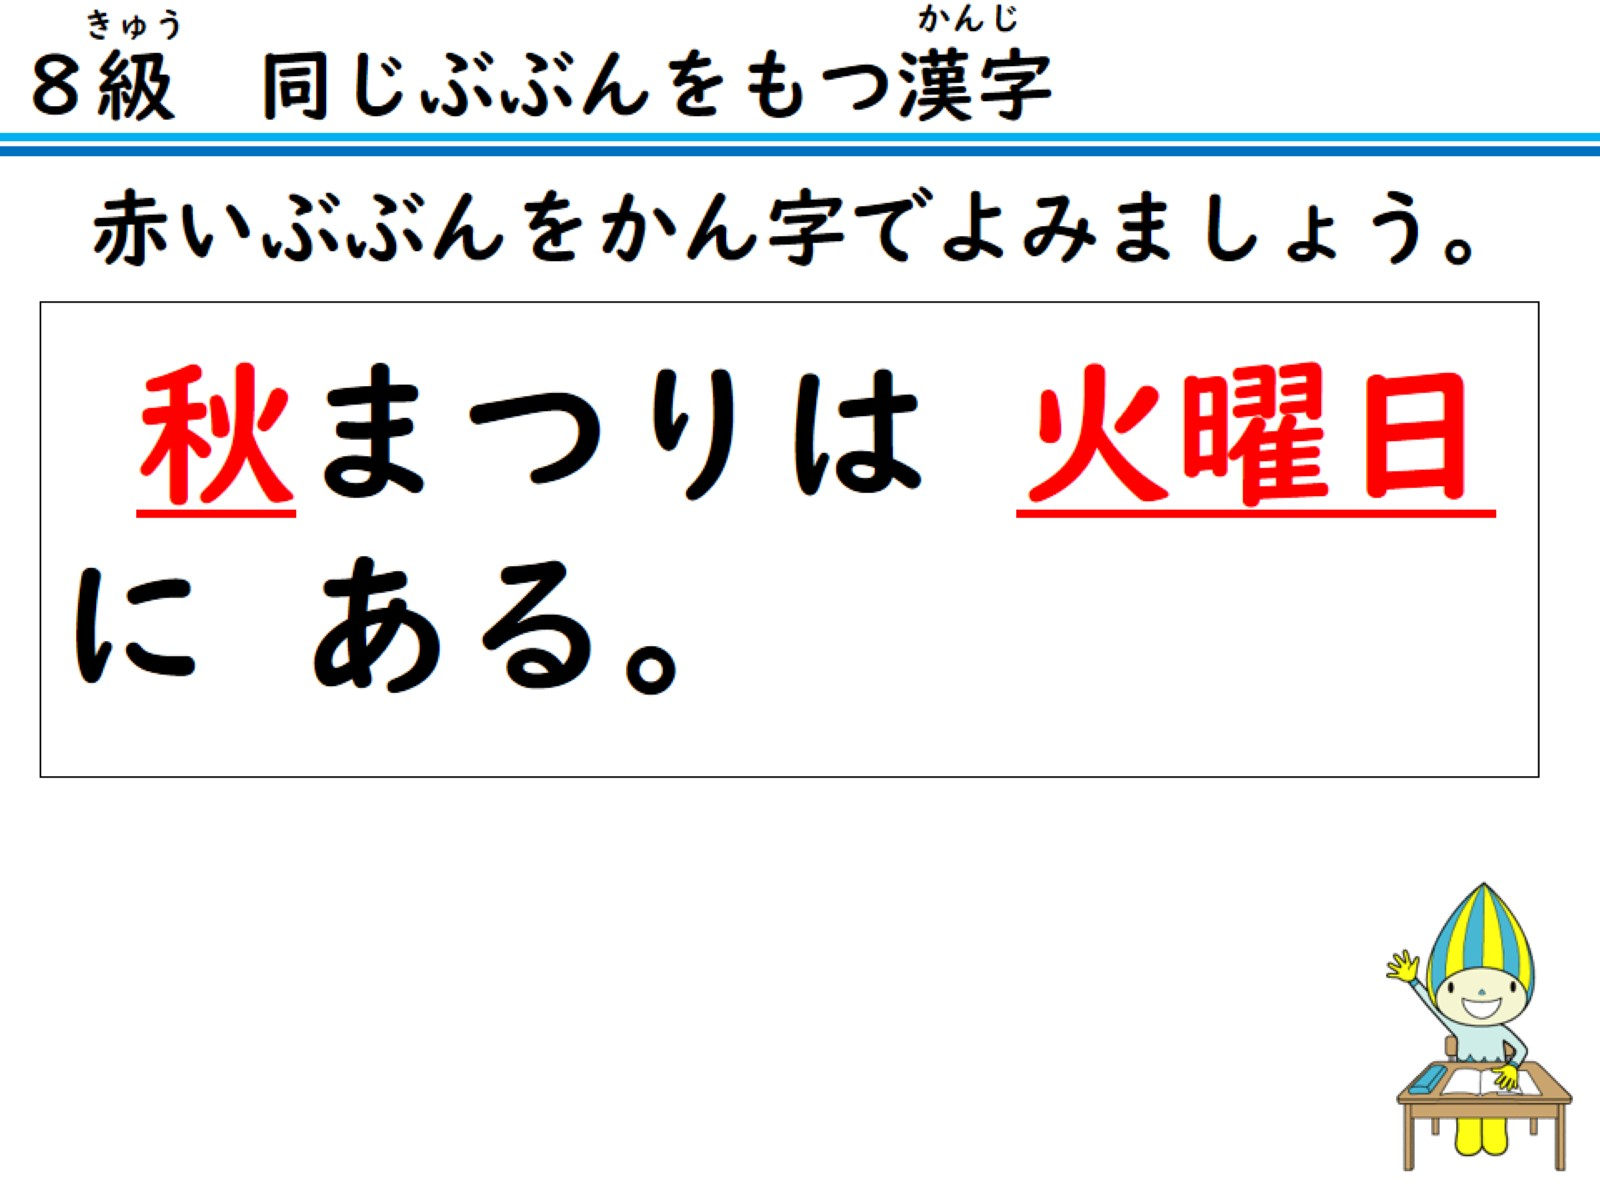 きゅう かんじ
８級　同じぶぶんをもつ漢字
赤いぶぶんをかん字でよみましょう。
秋まつりは 火曜日
に ある。